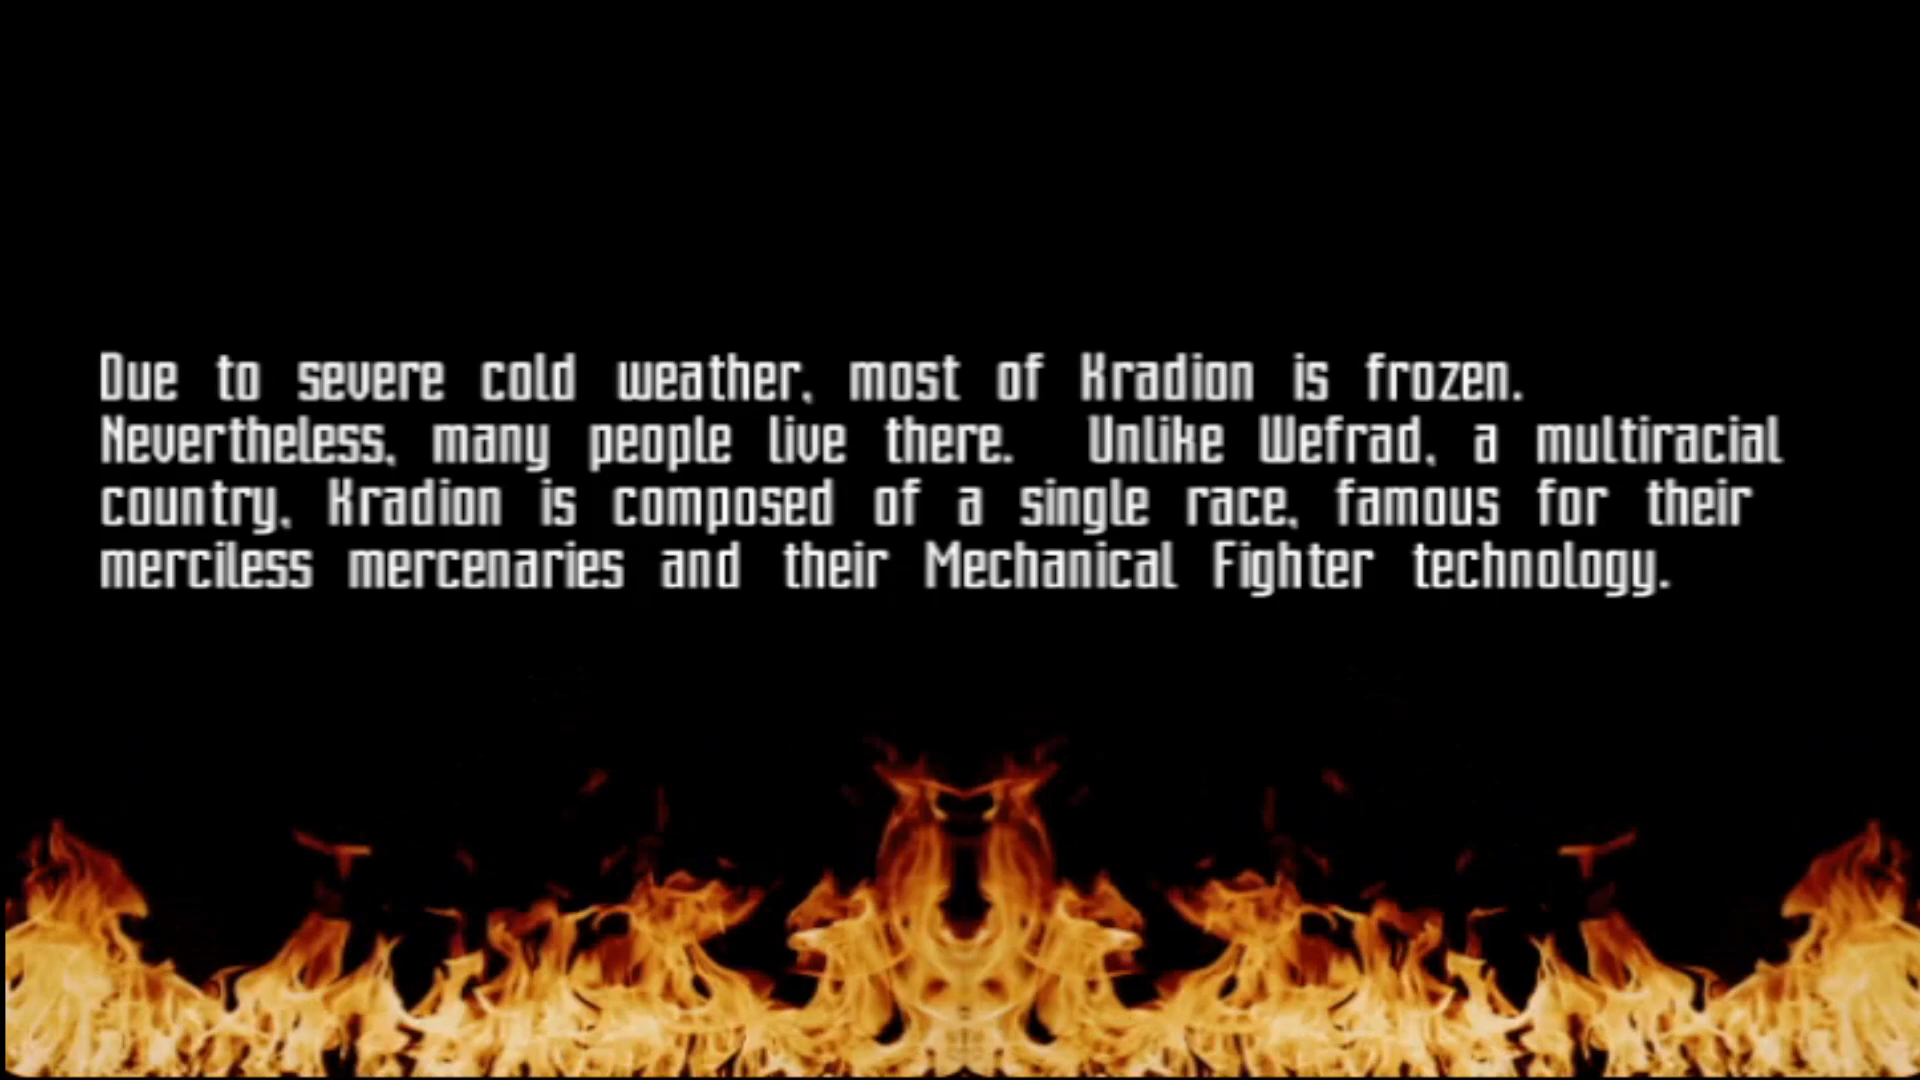 Due to severe cold weather, most of Kradion is frozen.
Nevertheless, many people live there. Unlike Wefrad, a multiracial
country, Kradion is composed of a single race, famous for their
merciless mercenaries and their Mechanical Fighter technology.